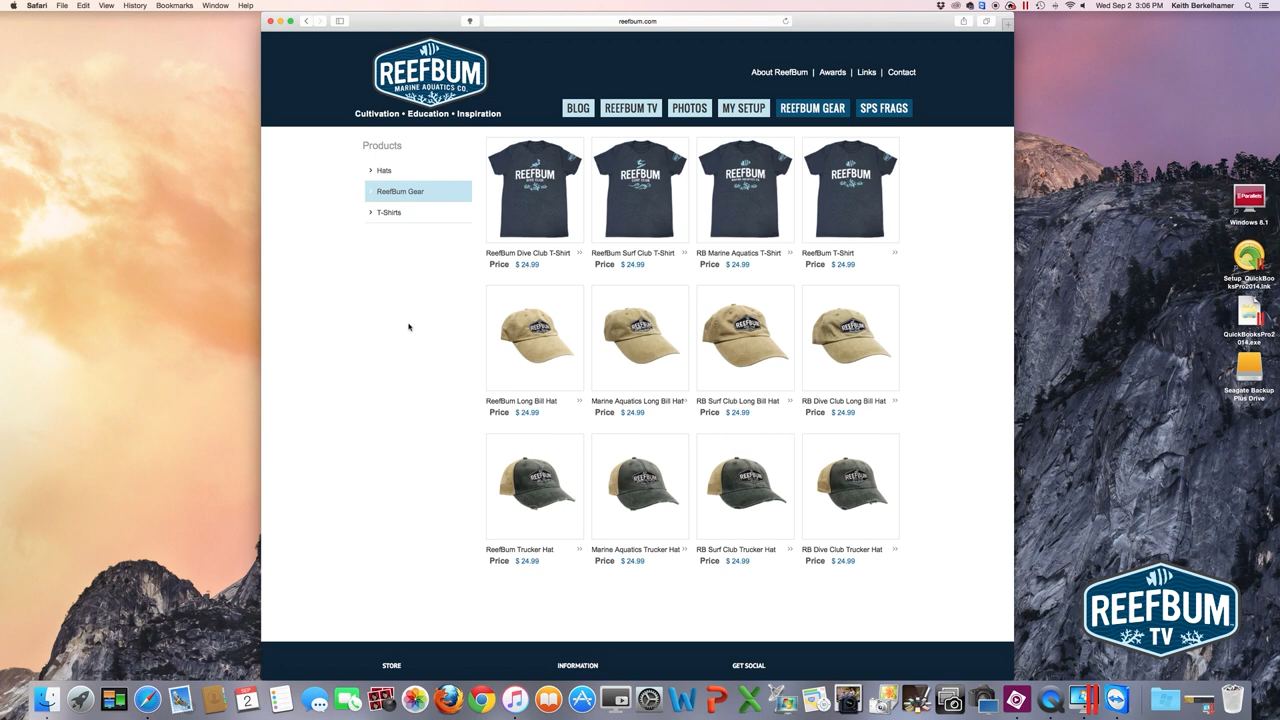 Safari File Edit View History Bookmarks Window Help
Wed Sep 2 3:06 PM Keith Berkelhamer
reefbum.com
REEFBUM
MARINE AQUATICS CO.
Cultivation • Education • Inspiration
About ReefBum | Awards | Links | Contact
BLOG REEFBUM TV PHOTOS MY SETUP REEFBUM GEAR SPS FRAGS
Products
Hats
ReefBum Gear
T-Shirts
REEFBUM REEFBUM REEFBUM REEFBUM
ReefBum Dive Club T-Shirt ReefBum Surf Club T-Shirt RB Marine Aquatics T-Shirt ReefBum T-Shirt
Price $ 24.99 Price $ 24.99 Price $ 24.99 Price $ 24.99
ReefBum Long Bill Hat Marine Aquatics Long Bill Hat RB Surf Club Long Bill Hat RB Dive Club Long Bill Hat
Price $ 24.99 Price $ 24.99 Price $ 24.99 Price $ 24.99
ReefBum Trucker Hat Marine Aquatics Trucker Hat RB Surf Club Trucker Hat RB Dive Club Trucker Hat
Price $ 24.99 Price $ 24.99 Price $ 24.99 Price $ 24.99
STORE INFORMATION GET SOCIAL
Parallels
Windows 8.1
Setup_QuickBoo
ksPro2014.lnk
QuickBooksPro2
014.exe
Seagate Backup
Plus Drive
REEFBUM
TV
SEP
2